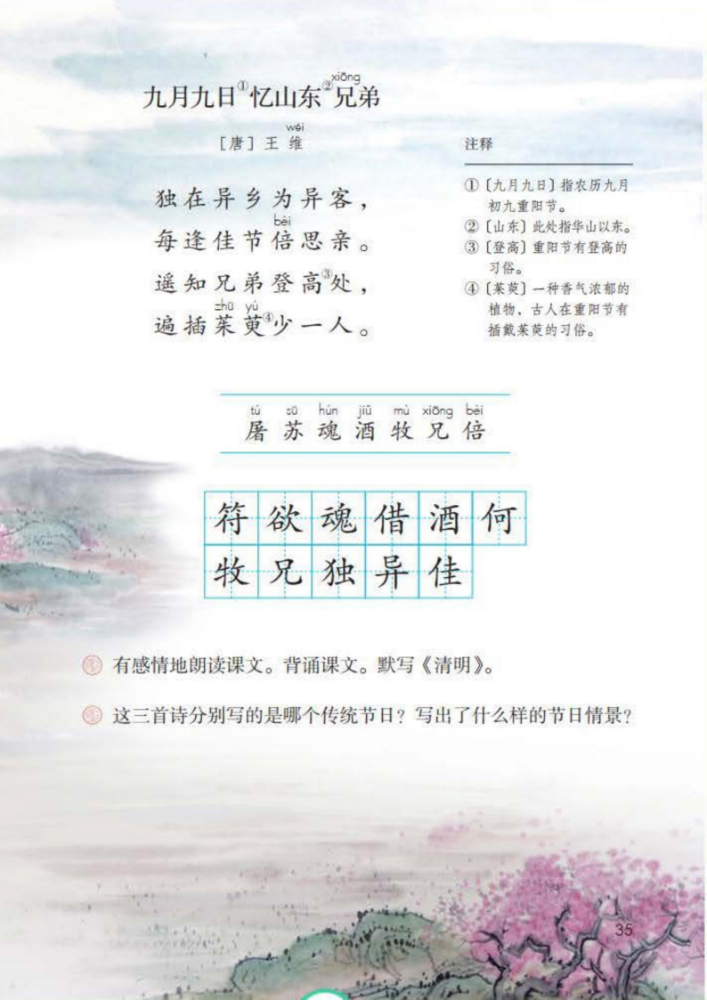 xiōng
九月九日①忆山东②兄弟
wéi
［唐］王 维
独在异乡为异客，
bèi
每逢佳节倍思亲。
遥知兄弟登高③处，
zhū yú
遍插茱萸④少一人。
注释
①〔九月九日〕指农历九月
初九重阳节。
②〔山东〕此处指华山以东。
③〔登高〕重阳节有登高的
习俗。
④〔茱萸〕一种香气浓郁的
植物，古人在重阳节有
插戴茱萸的习俗。
tú sū hún jiǔ mù xiōng bèi
屠 苏 魂 酒 牧 兄 倍
符 欲 魂 借 酒 何
牧 兄 独 异 佳
有感情地朗读课文。背诵课文。默写《清明》。
这三首诗分别写的是哪个传统节日？写出了什么样的节日情景？
35